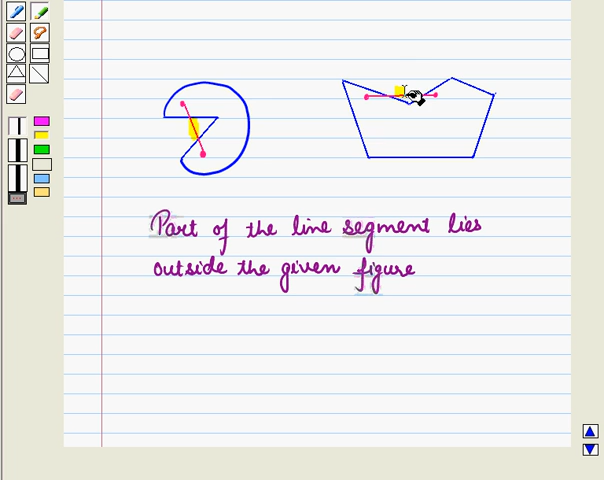 Part of the line segment lies
outside the given figure